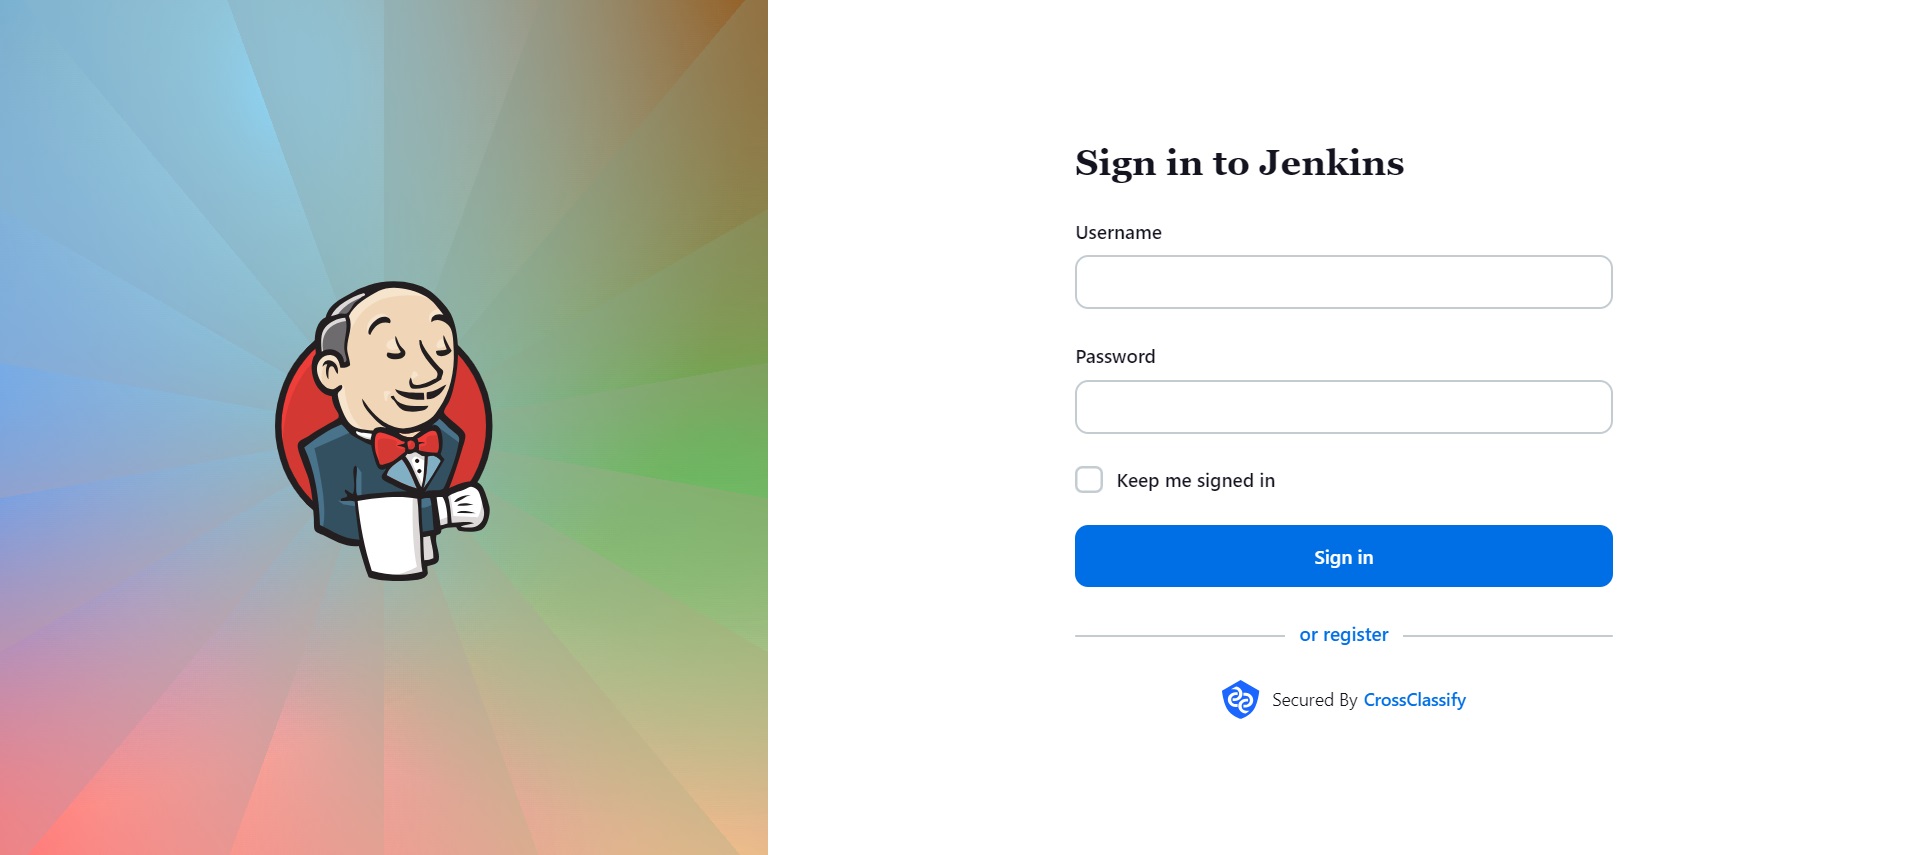 Sign in to Jenkins
Username
Password
Keep me signed in
Sign in
or register
Secured By CrossClassify